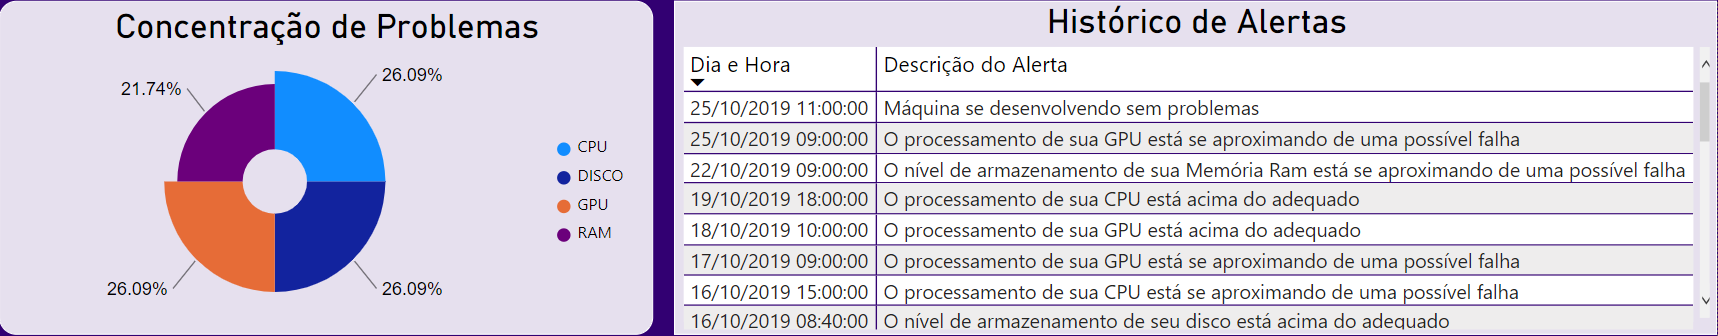 Concentração de Problemas
26.09%
21.74%
26.09%
26.09%
CPU
DISCO
GPU
RAM
Histórico de Alertas
Dia e Hora Descrição do Alerta
25/10/2019 11:00:00 Máquina se desenvolvendo sem problemas
25/10/2019 09:00:00 O processamento de sua GPU está se aproximando de uma possível falha
22/10/2019 09:00:00 O nível de armazenamento de sua Memória Ram está se aproximando de uma possível falha
19/10/2019 18:00:00 O processamento de sua CPU está acima do adequado
18/10/2019 10:00:00 O processamento de sua GPU está acima do adequado
17/10/2019 09:00:00 O processamento de sua GPU está se aproximando de uma possível falha
16/10/2019 15:00:00 O processamento de sua CPU está se aproximando de uma possível falha
16/10/2019 08:40:00 O nível de armazenamento de seu disco está acima do adequado